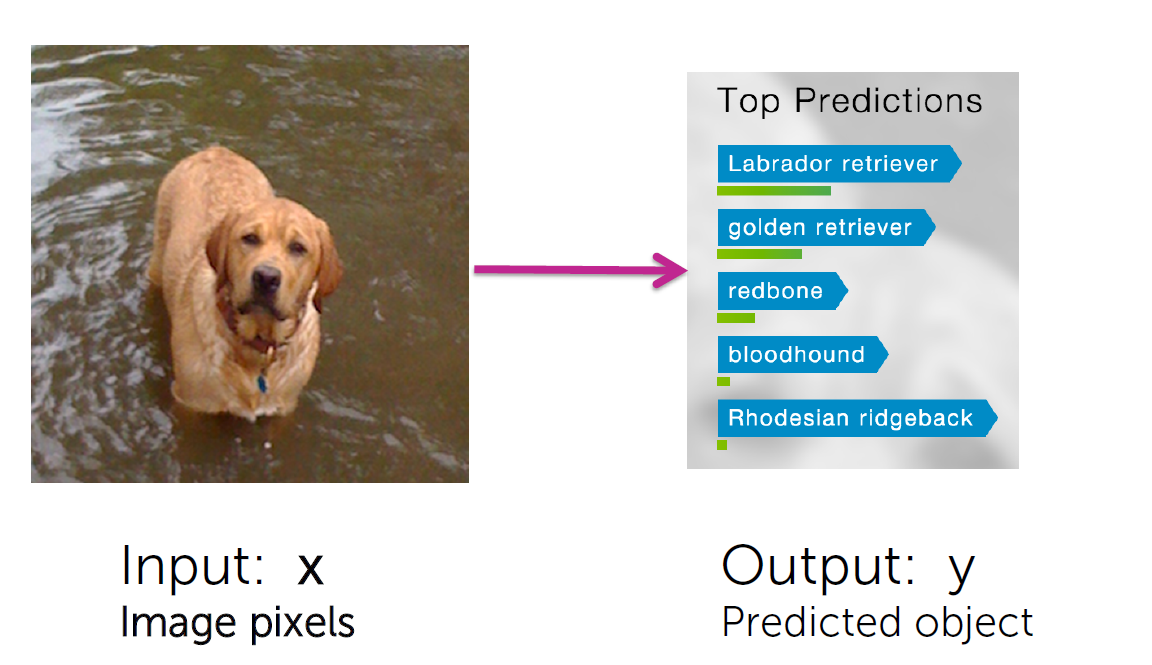 Top Predictions
Labrador retriever
golden retriever
redbone
bloodhound
Rhodesian ridgeback
Input: x
Image pixels
Output: y
Predicted object